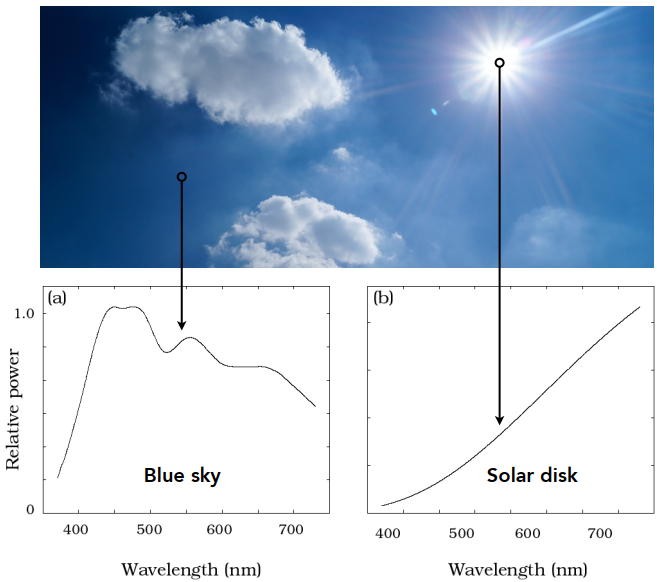 (a)
1.0
Relative power
0
Blue sky
400 500 600 700
Wavelength (nm)
(b)
Solar disk
400 500 600 700
Wavelength (nm)